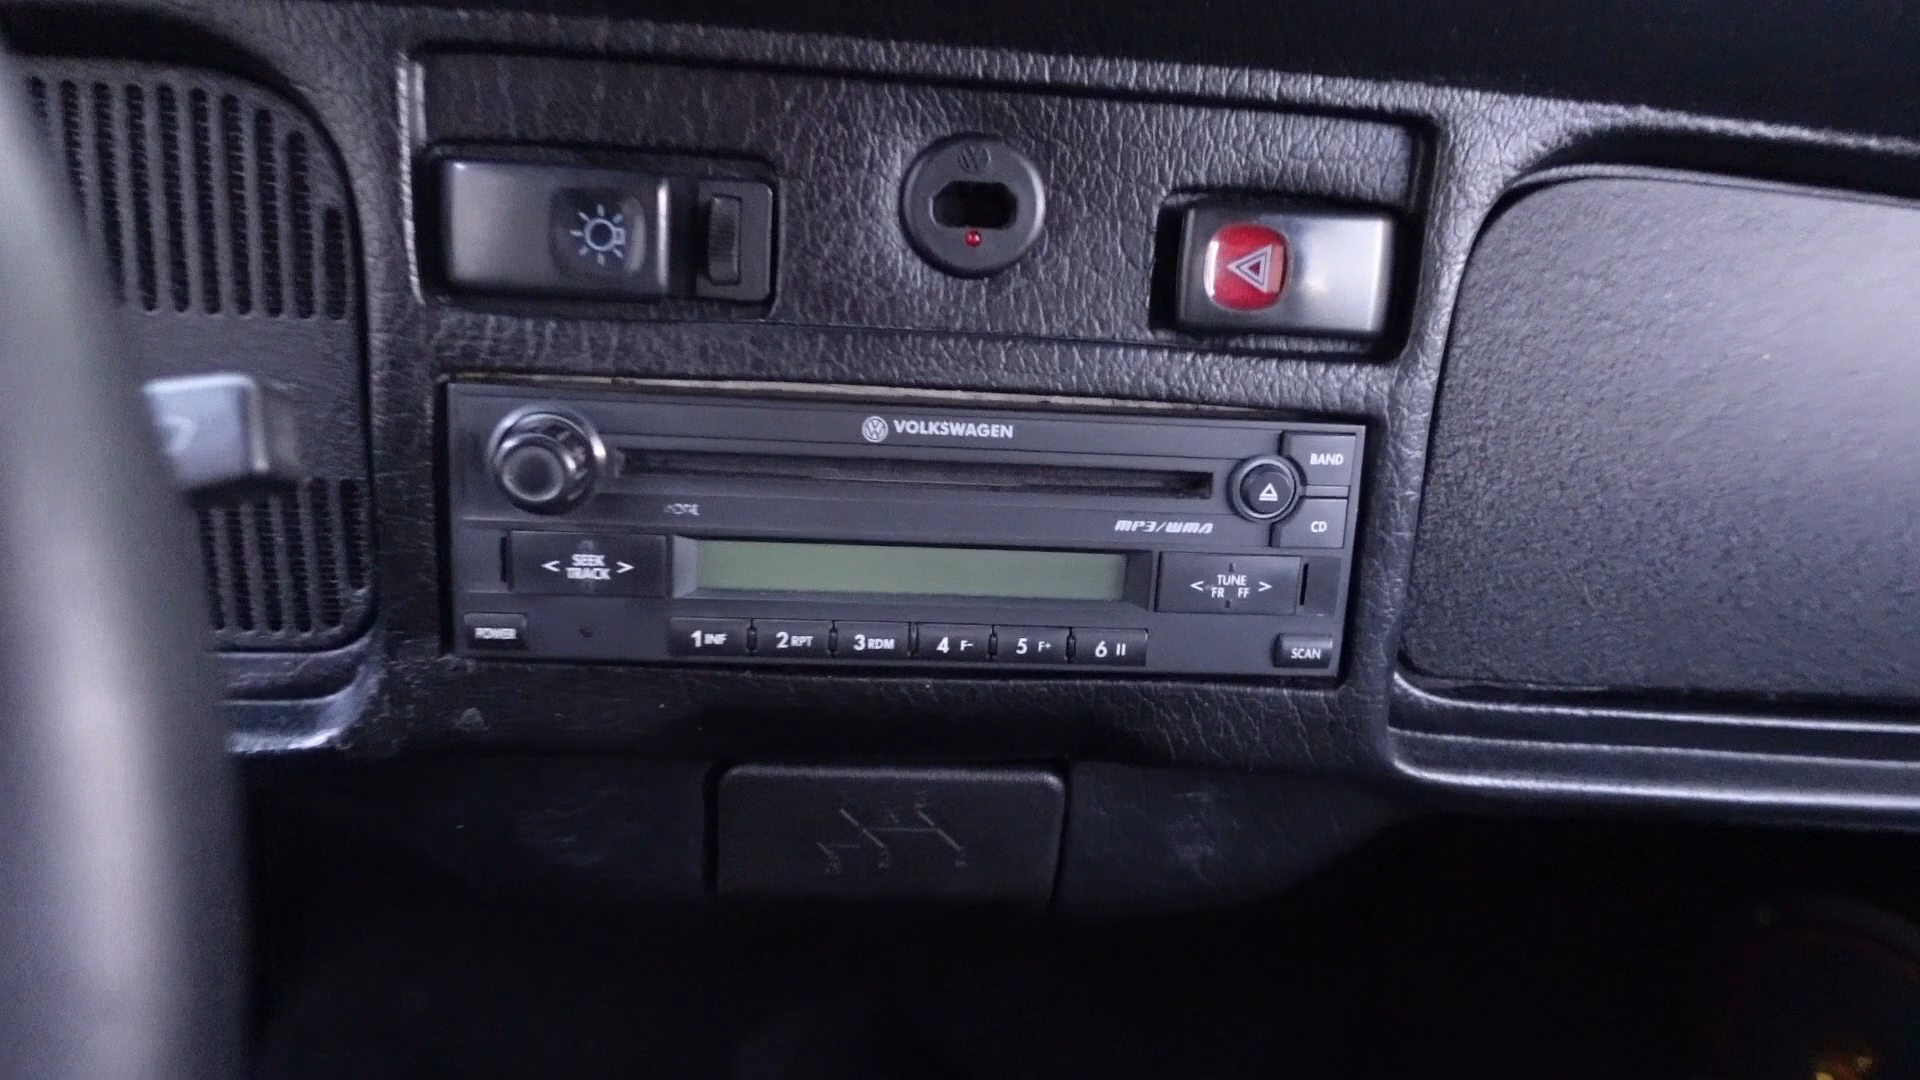 VOLKSWAGEN
BAND
CD
MP3/WMA
< SEEK >
TRACK
< TUNE >
FR FF
POWER
1 INF 2 RPT 3 RDM 4 F- 5 F+ 6 II
SCAN